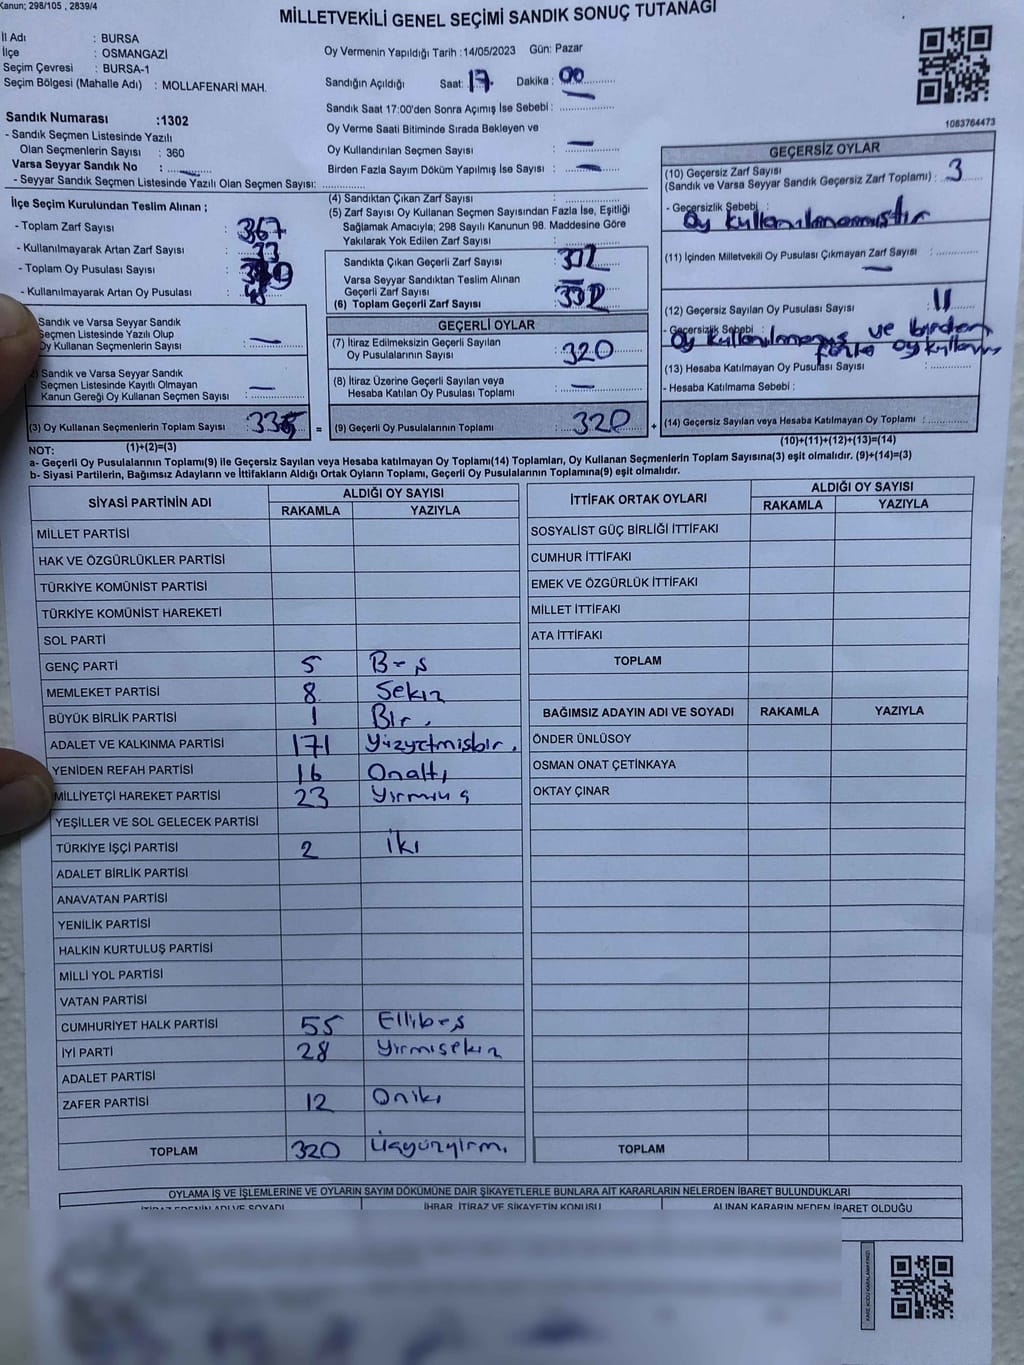 Kanun; 298/105 , 2839/4
MİLLETVEKİLİ GENEL SEÇİMİ SANDIK SONUÇ TUTANAĞI
İl Adı : BURSA
İlçe : OSMANGAZİ
Seçim Çevresi : BURSA-1
Seçim Bölgesi (Mahalle Adı) : MOLLAFENARİ MAH.
Oy Vermenin Yapıldığı Tarih :14/05/2023 Gün: Pazar
Sandığın Açıldığı Saat: 17 Dakika : 00
Sandık Saat 17:00'den Sonra Açımış İse Sebebi :
Oy Verme Saati Bitiminde Sırada Bekleyen ve
Oy Kullandırılan Seçmen Sayısı : —
Birden Fazla Sayım Döküm Yapılmış İse Sayısı : —
1083764473
Sandık Numarası :1302
- Sandık Seçmen Listesinde Yazılı
Olan Seçmenlerin Sayısı : 360
Varsa Seyyar Sandık No : —
- Seyyar Sandık Seçmen Listesinde Yazılı Olan Seçmen Sayısı:
İlçe Seçim Kurulundan Teslim Alınan ;
- Toplam Zarf Sayısı : 367
- Kullanılmayarak Artan Zarf Sayısı :
- Toplam Oy Pusulası Sayısı :
- Kullanılmayarak Artan Oy Pusulası :
Sandık ve Varsa Seyyar Sandık
Seçmen Listesinde Yazılı Olup
Oy Kullanan Seçmenlerin Sayısı : —
2) Sandık ve Varsa Seyyar Sandık
Seçmen Listesinde Kayıtlı Olmayan
Kanun Gereği Oy Kullanan Seçmen Sayısı : —
(3) Oy Kullanan Seçmenlerin Toplam Sayısı :
(1)+(2)=(3)
(4) Sandıktan Çıkan Zarf Sayısı :
(5) Zarf Sayısı Oy Kullanan Seçmen Sayısından Fazla İse, Eşitliği
Sağlamak Amacıyla; 298 Sayılı Kanunun 98. Maddesine Göre
Yakılarak Yok Edilen Zarf Sayısı :
Sandıkta Çıkan Geçerli Zarf Sayısı : 332
Varsa Seyyar Sandıktan Teslim Alınan
Geçerli Zarf Sayısı : —
(6) Toplam Geçerli Zarf Sayısı : 332
GEÇERLİ OYLAR
(7) İtiraz Edilmeksizin Geçerli Sayılan
Oy Pusulalarının Sayısı : 320
(8) İtiraz Üzerine Geçerli Sayılan veya
Hesaba Katılan Oy Pusulası Toplamı : —
= (9) Geçerli Oy Pusulalarının Toplamı : 320 +
GEÇERSİZ OYLAR
(10) Geçersiz Zarf Sayısı
(Sandık ve Varsa Seyyar Sandık Geçersiz Zarf Toplamı) : 3
- Geçersizlik Sebebi :
Oy kullanılmamıştır
(11) İçinden Milletvekili Oy Pusulası Çıkmayan Zarf Sayısı : —
(12) Geçersiz Sayılan Oy Pusulası Sayısı : 11
- Geçersizlik Sebebi :
Oy kullanılmamış ve birden
fazla oy kullanmış
(13) Hesaba Katılmayan Oy Pusulası Sayısı :
- Hesaba Katılmama Sebebi :
(14) Geçersiz Sayılan veya Hesaba Katılmayan Oy Toplamı :
(10)+(11)+(12)+(13)=(14)
NOT:
a- Geçerli Oy Pusulalarının Toplamı(9) ile Geçersiz Sayılan veya Hesaba katılmayan Oy Toplamı(14) Toplamları, Oy Kullanan Seçmenlerin Toplam Sayısına(3) eşit olmalıdır. (9)+(14)=(3)
b- Siyasi Partilerin, Bağımsız Adayların ve İttifakların Aldığı Ortak Oyların Toplamı, Geçerli Oy Pusulalarının Toplamına(9) eşit olmalıdır.
SİYASİ PARTİNİN ADI ALDIĞI OY SAYISI
RAKAMLA YAZIYLA
MİLLET PARTİSİ
HAK VE ÖZGÜRLÜKLER PARTİSİ
TÜRKİYE KOMÜNİST PARTİSİ
TÜRKİYE KOMÜNİST HAREKETİ
SOL PARTİ
GENÇ PARTİ 5 Beş
MEMLEKET PARTİSİ 8 Sekiz
BÜYÜK BİRLİK PARTİSİ 1 Bir.
ADALET VE KALKINMA PARTİSİ 171 Yüzyetmişbir.
YENİDEN REFAH PARTİSİ 16 Onaltı
MİLLİYETÇİ HAREKET PARTİSİ 23 Yirmiüç
YEŞİLLER VE SOL GELECEK PARTİSİ
TÜRKİYE İŞÇİ PARTİSİ 2 İki
ADALET BİRLİK PARTİSİ
ANAVATAN PARTİSİ
YENİLİK PARTİSİ
HALKIN KURTULUŞ PARTİSİ
MİLLİ YOL PARTİSİ
VATAN PARTİSİ
CUMHURİYET HALK PARTİSİ 55 Ellibeş
İYİ PARTİ 28 Yirmisekiz
ADALET PARTİSİ
ZAFER PARTİSİ 12 Oniki
TOPLAM 320 Üçyüzyirmi
İTTİFAK ORTAK OYLARI ALDIĞI OY SAYISI
RAKAMLA YAZIYLA
SOSYALİST GÜÇ BİRLİĞİ İTTİFAKI
CUMHUR İTTİFAKI
EMEK VE ÖZGÜRLÜK İTTİFAKI
MİLLET İTTİFAKI
ATA İTTİFAKI
TOPLAM
BAĞIMSIZ ADAYIN ADI VE SOYADI RAKAMLA YAZIYLA
ÖNDER ÜNLÜSOY
OSMAN ONAT ÇETİNKAYA
OKTAY ÇINAR
TOPLAM
OYLAMA İŞ VE İŞLEMLERİNE VE OYLARIN SAYIM DÖKÜMÜNE DAİR ŞİKAYETLERLE BUNLARA AİT KARARLARIN NELERDEN İBARET BULUNDUKLARI
İTİRAZ EDENİN ADI VE SOYADI İHBAR, İTİRAZ VE ŞİKAYETİN KONUSU ALINAN KARARIN NEDEN İBARET OLDUĞU